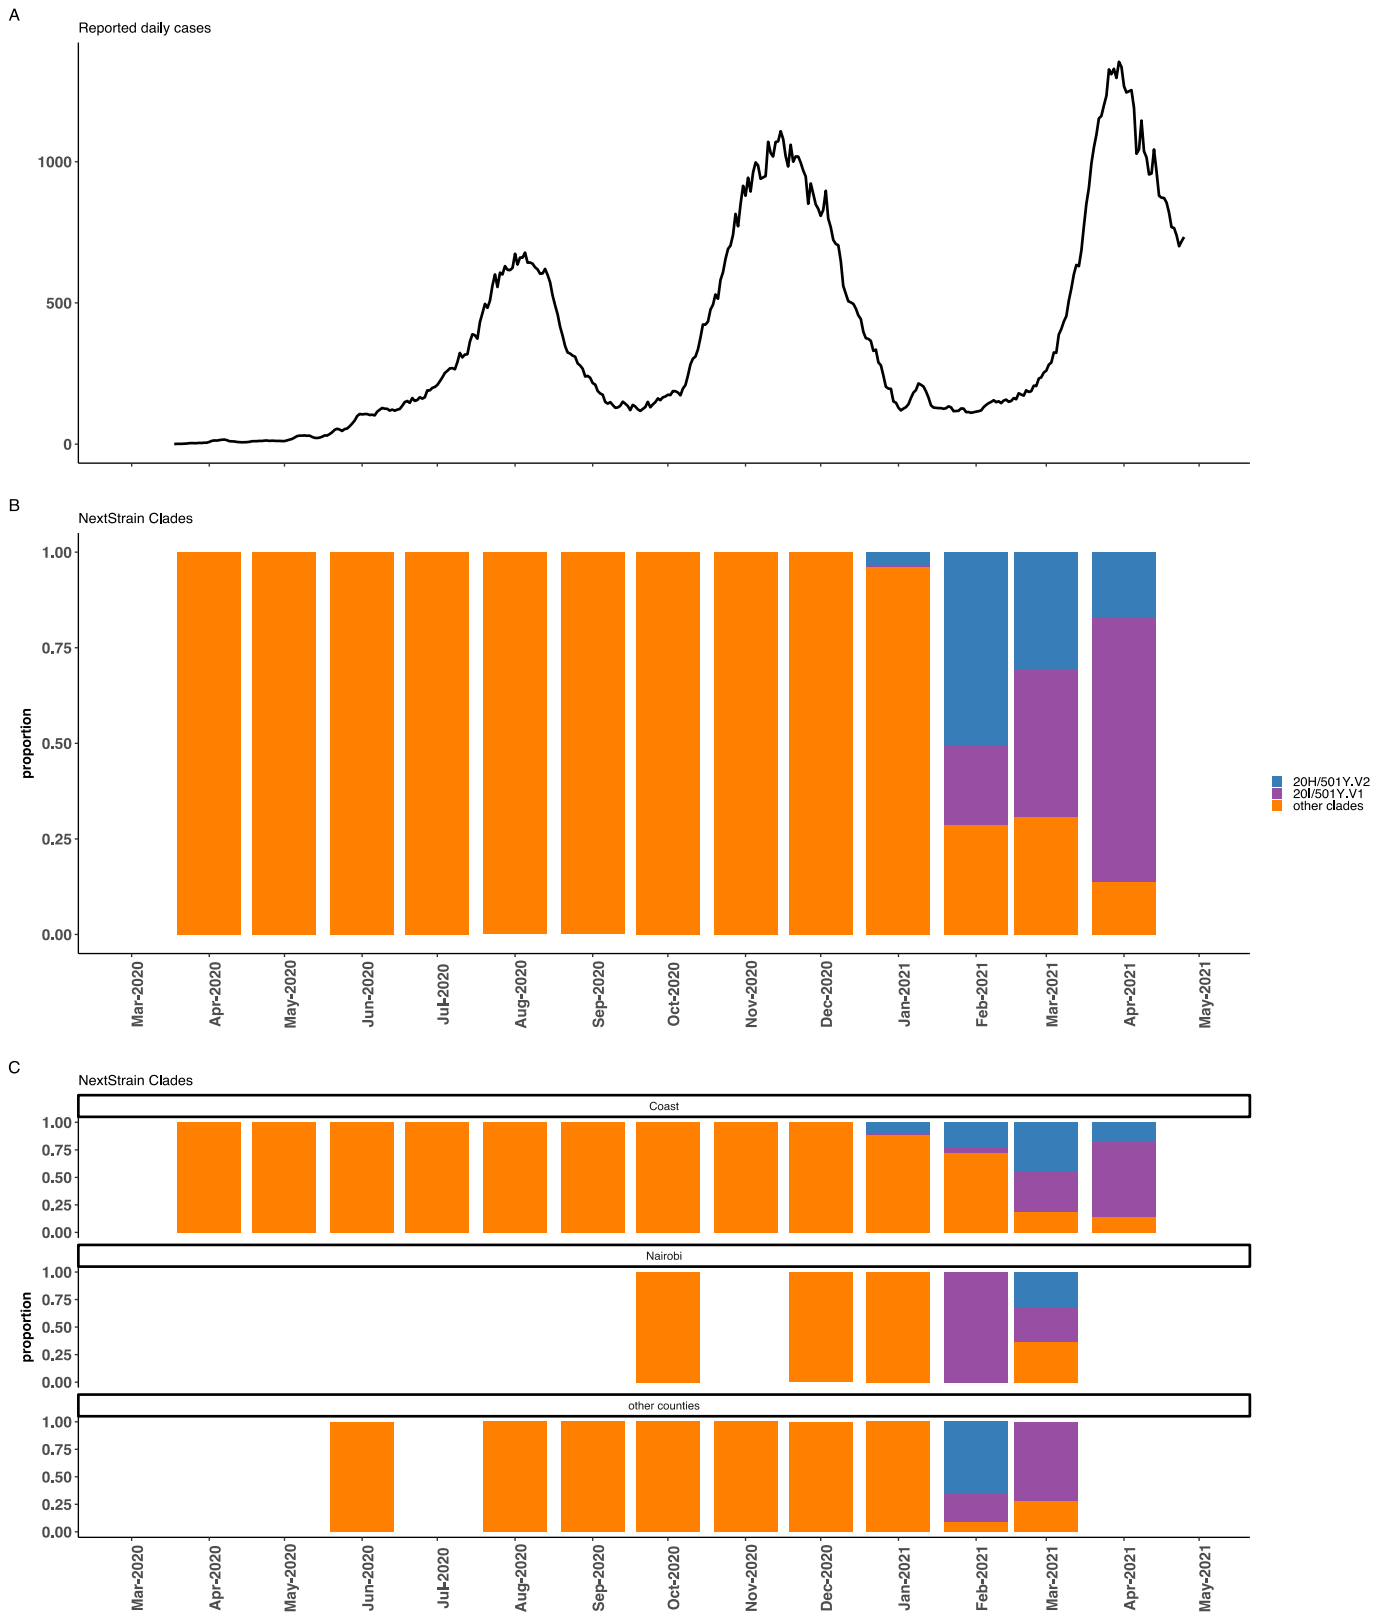 A
Reported daily cases
1000
500
0
B
NextStrain Clades
1.00
0.75
0.50
0.25
0.00
proportion
Mar-2020
Apr-2020
May-2020
Jun-2020
Jul-2020
Aug-2020
Sep-2020
Oct-2020
Nov-2020
Dec-2020
Jan-2021
Feb-2021
Mar-2021
Apr-2021
May-2021
20H/501Y.V2
20I/501Y.V1
other clades
C
NextStrain Clades
Coast
1.00
0.75
0.50
0.25
0.00
Nairobi
1.00
0.75
0.50
0.25
0.00
proportion
other counties
1.00
0.75
0.50
0.25
0.00
Mar-2020
Apr-2020
May-2020
Jun-2020
Jul-2020
Aug-2020
Sep-2020
Oct-2020
Nov-2020
Dec-2020
Jan-2021
Feb-2021
Mar-2021
Apr-2021
May-2021